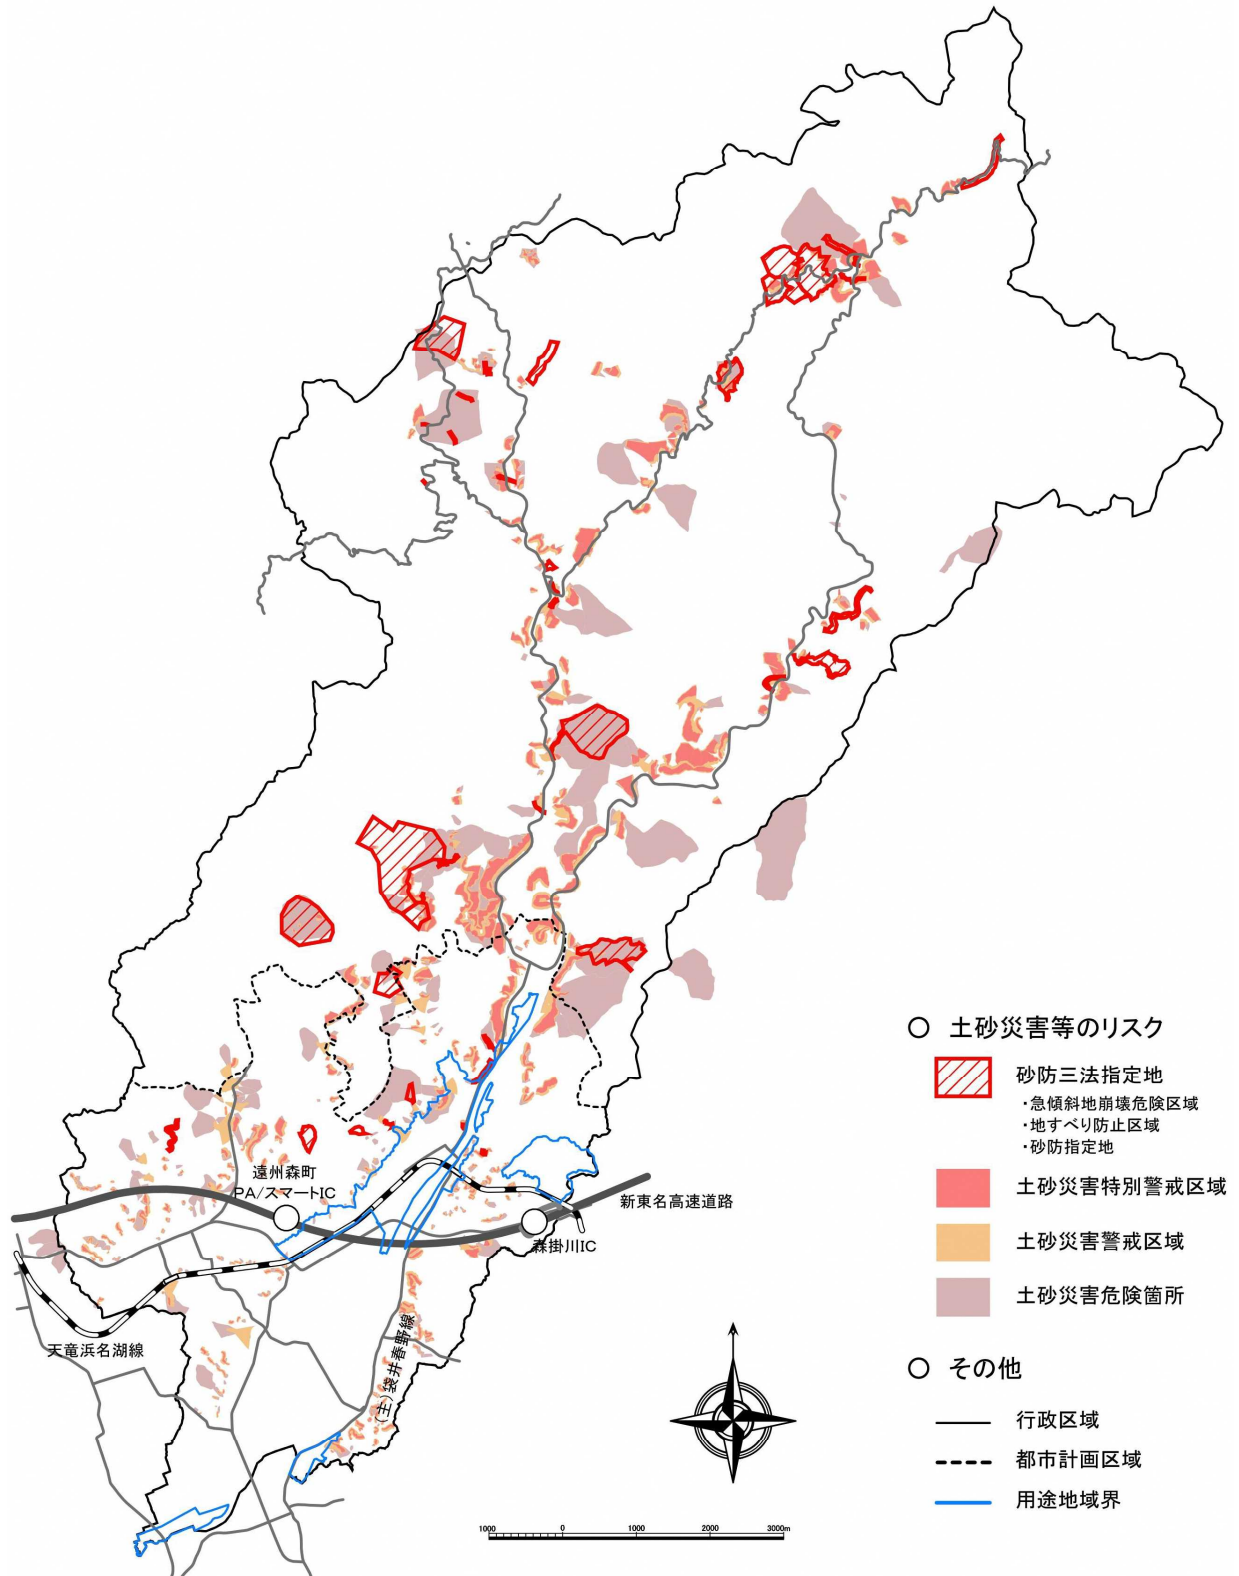 ○ 土砂災害等のリスク
砂防三法指定地
・急傾斜地崩壊危険区域
・地すべり防止区域
・砂防指定地
土砂災害特別警戒区域
土砂災害警戒区域
土砂災害危険箇所
○ その他
行政区域
都市計画区域
用途地域界
遠州森町
PA/スマートIC
新東名高速道路
森掛川IC
天竜浜名湖線
(主)袋井春野線
1000 0 1000 2000 3000m